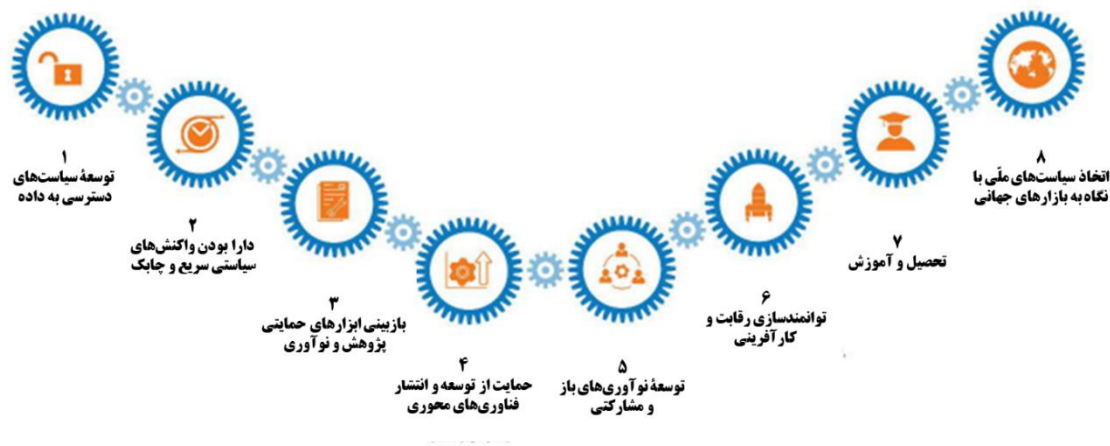 ۱
توسعهٔ سیاست‌های
دسترسی به داده
۲
دارا بودن واکنش‌های
سیاستی سریع و چابک
۳
بازبینی ابزارهای حمایتی
پژوهش و نوآوری
۴
حمایت از توسعه و انتشار
فناوری‌های محوری
۵
توسعهٔ نوآوری‌های باز
و مشارکتی
۶
توانمندسازی رقابت و
کارآفرینی
۷
تحصیل و آموزش
۸
اتخاذ سیاست‌های ملّی با
نگاه به بازارهای جهانی